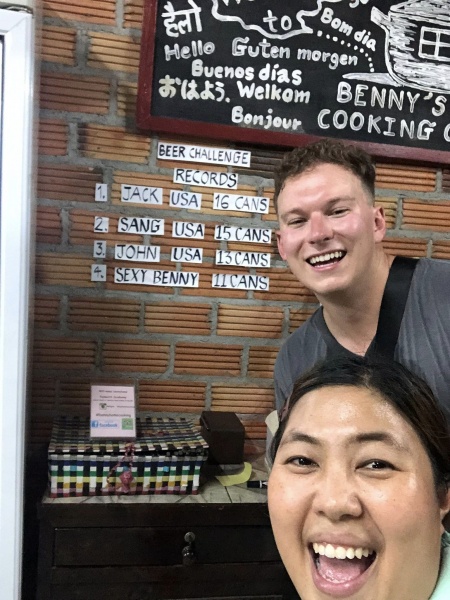 हैलो
to
Bom dia
Hello Guten morgen
Buenos días
おはよう. Welkom
Bonjour
BENNY'S
COOKING
BEER CHALLENGE
RECORDS
1. JACK USA 16 CANS
2. SANG USA 15 CANS
3. JOHN USA 13 CANS
4. SEXY BENNY 11 CANS
facebook